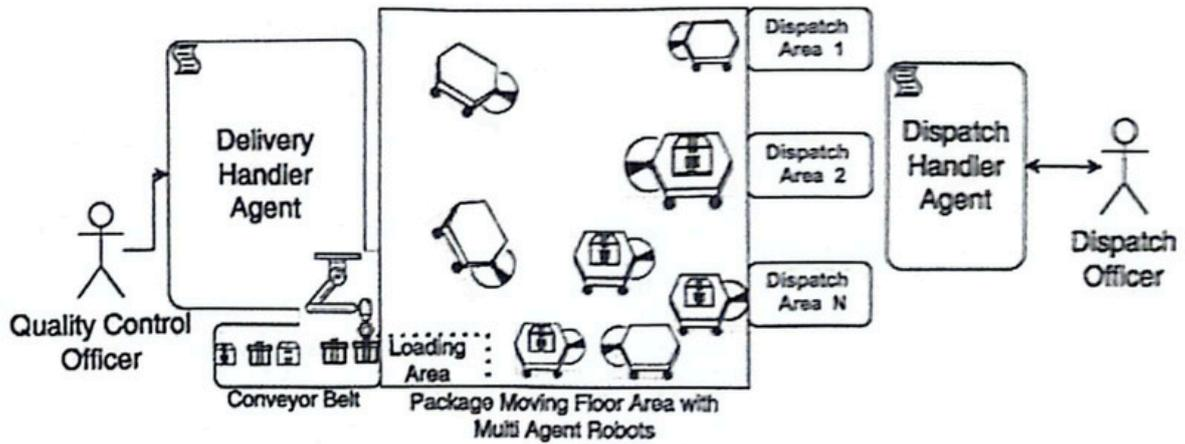 Delivery
Handler
Agent
Quality Control
Officer
Conveyor Belt
Loading
Area
Package Moving Floor Area with
Multi Agent Robots
Dispatch
Area 1
Dispatch
Area 2
Dispatch
Area N
Dispatch
Handler
Agent
Dispatch
Officer